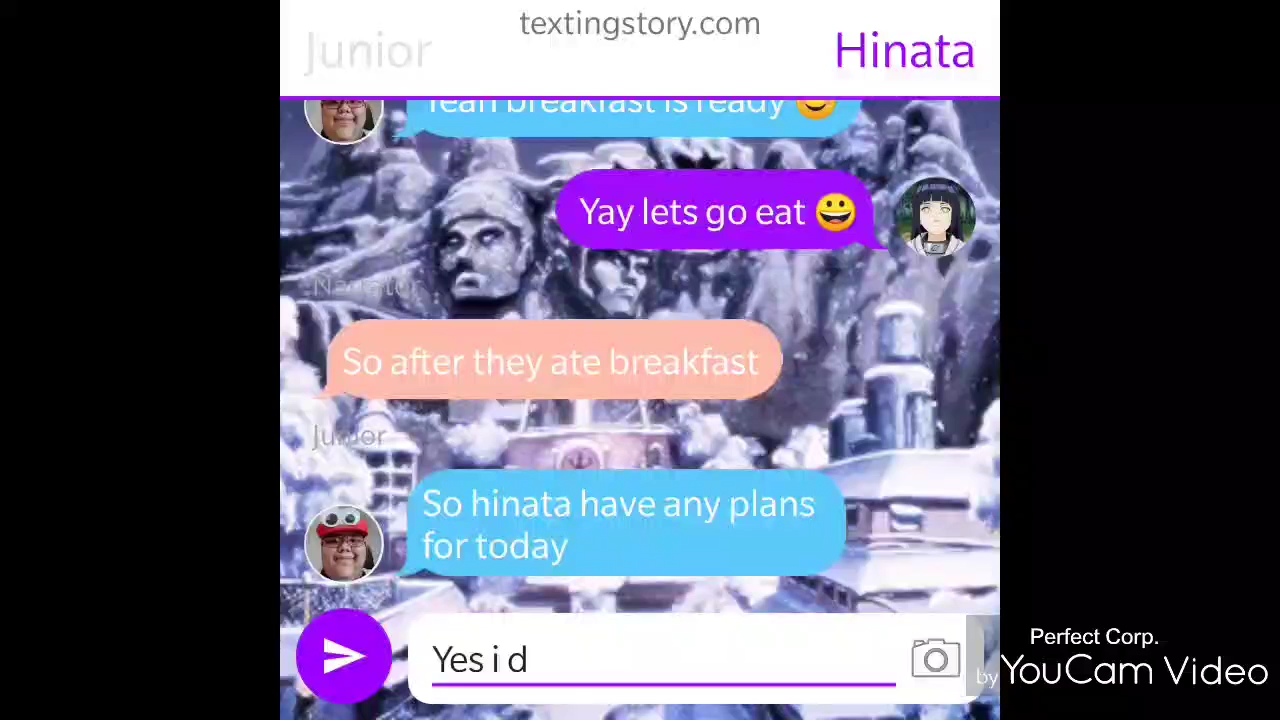 textingstory.com
Junior
Hinata
Yeah breakfast is ready
Yay lets go eat 😀
Narrator
So after they ate breakfast
Junior
So hinata have any plans
for today
Yes i d
Perfect Corp.
by YouCam Video